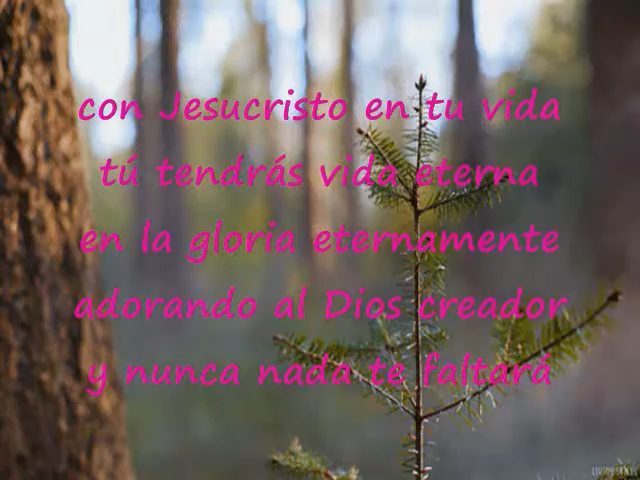 con Jesucristo en tu vida
tú tendrás vida eterna
en la gloria eternamente
adorando al Dios creador
y nunca nada te faltará